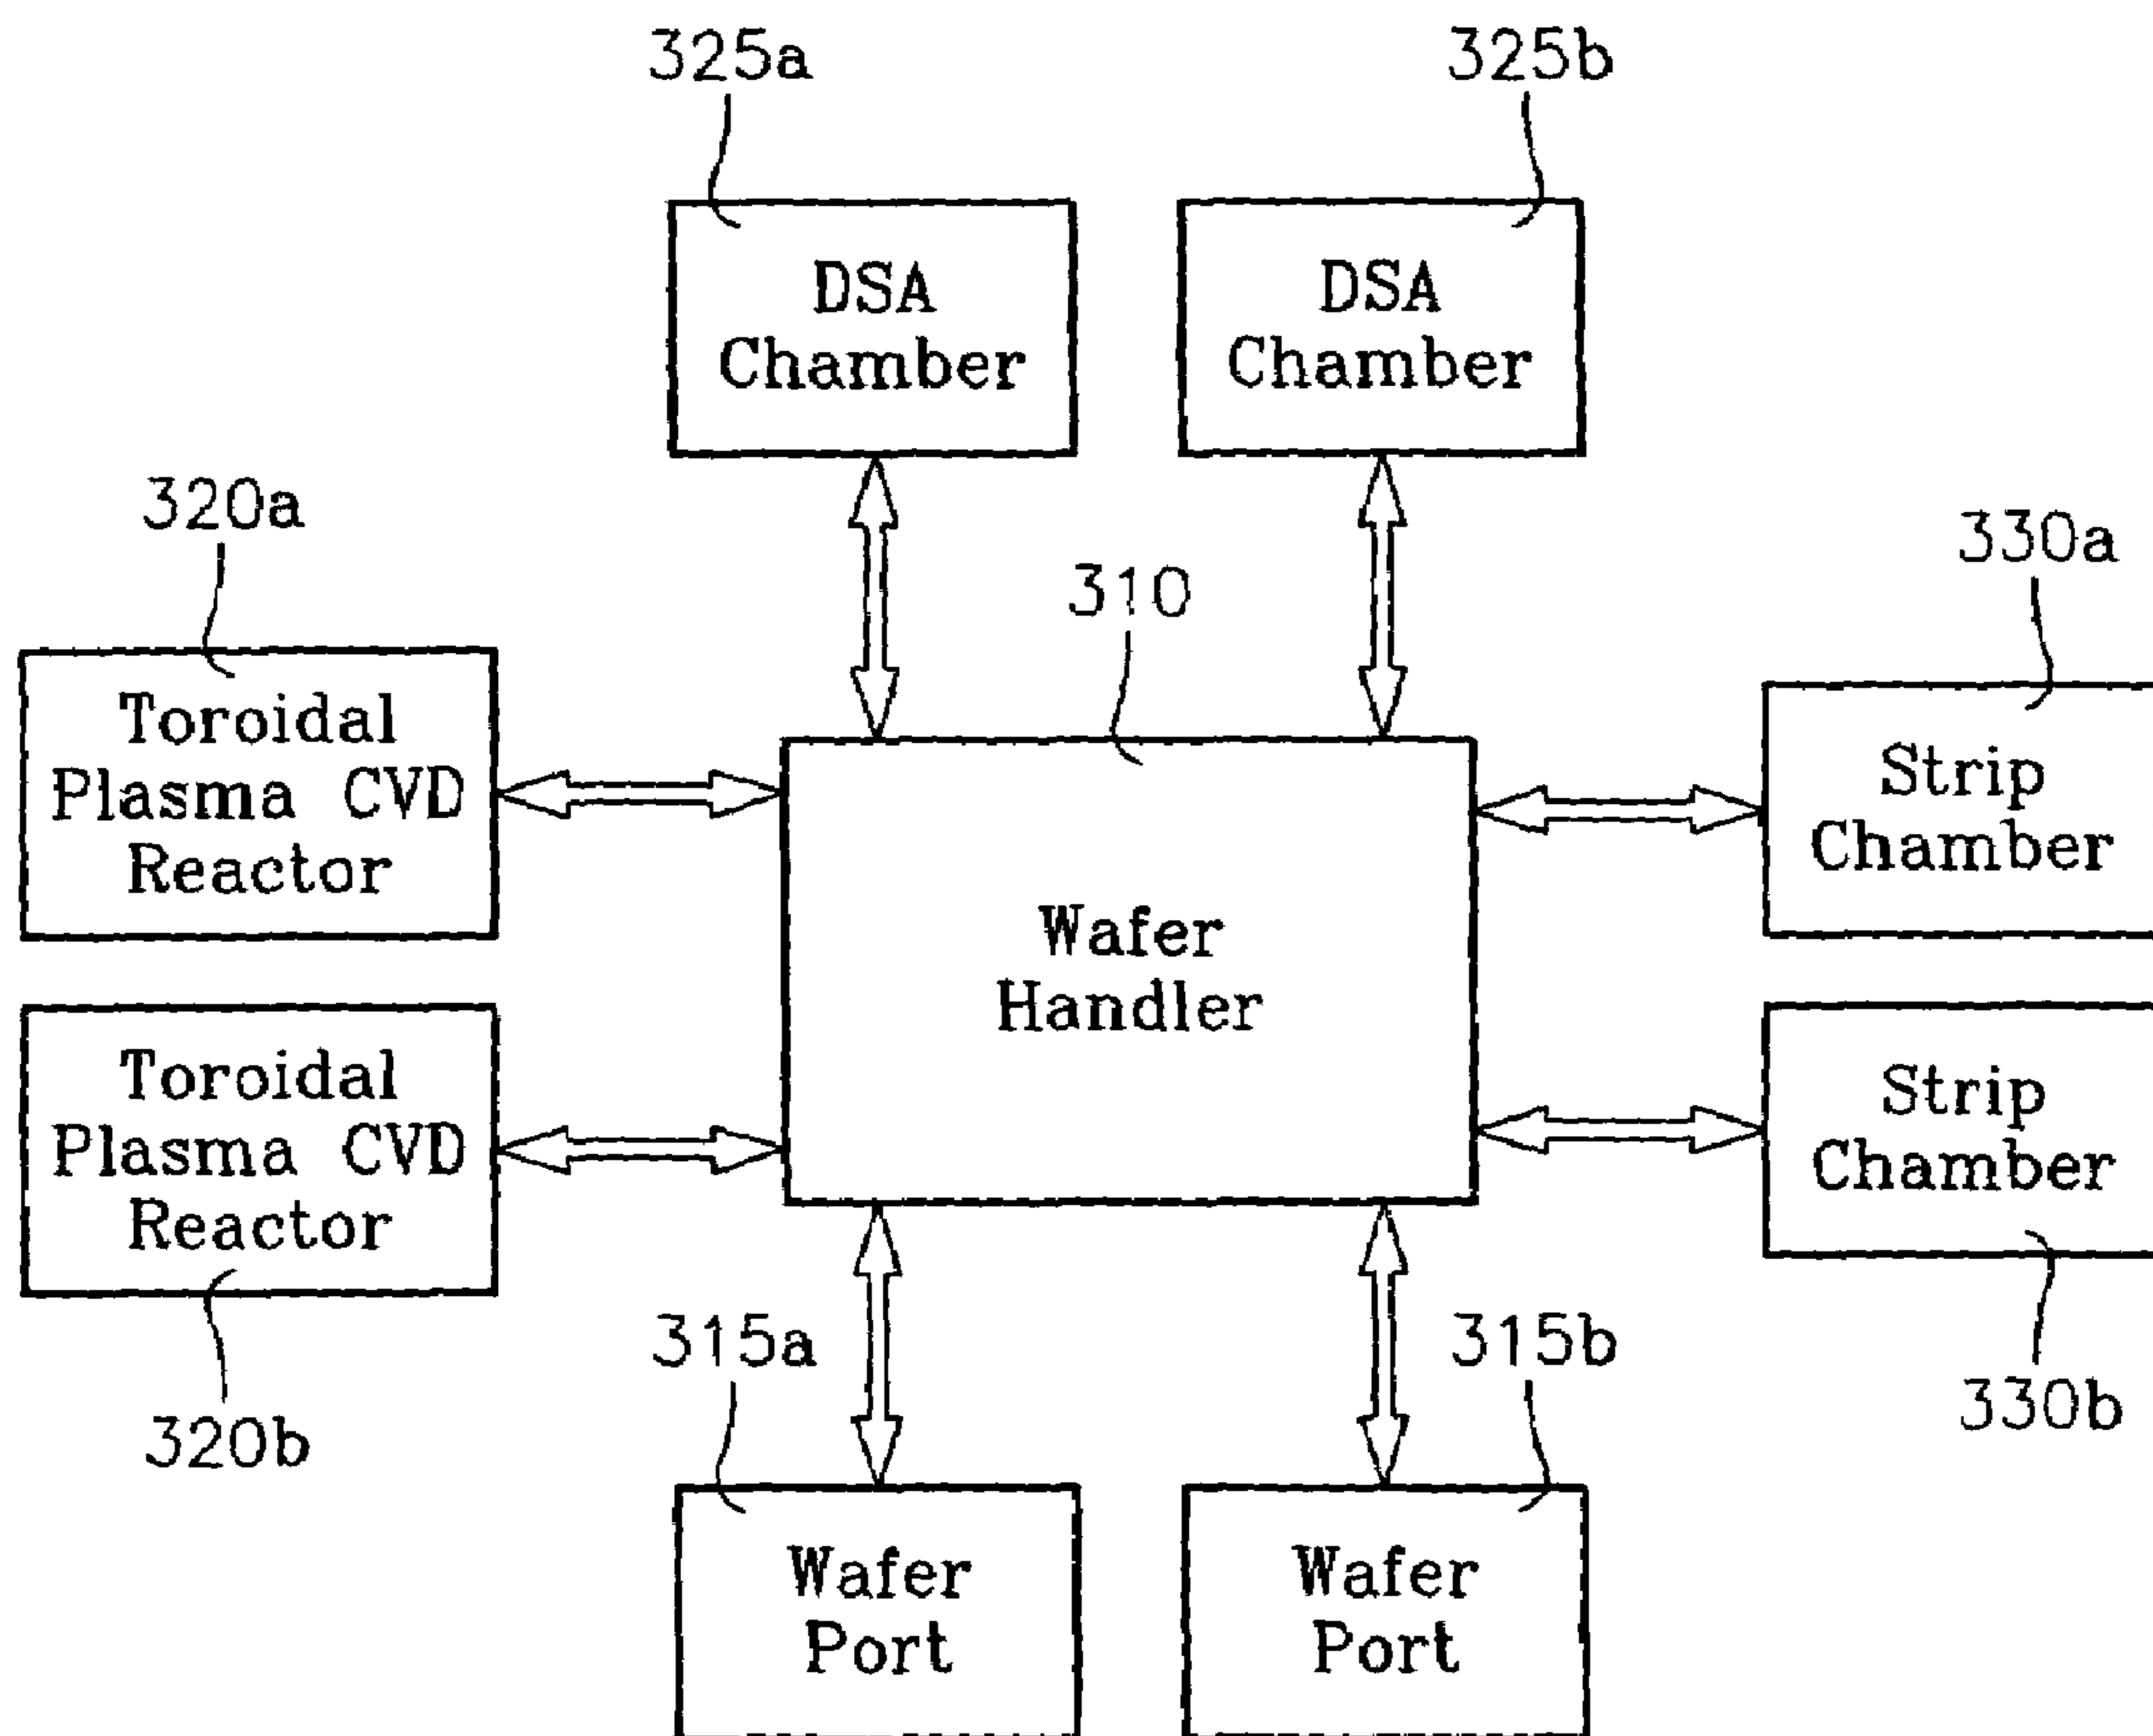 325a
325b
DSA
Chamber
DSA
Chamber
320a
310
330a
Toroidal
Plasma CVD
Reactor
Strip
Chamber
Wafer
Handler
Toroidal
Plasma CVD
Reactor
Strip
Chamber
315a
315b
320b
330b
Wafer
Port
Wafer
Port